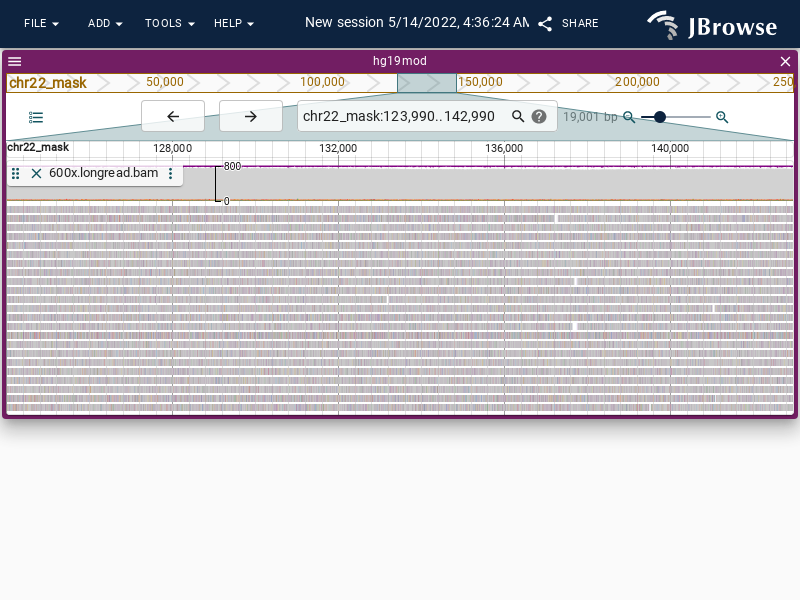 FILE ADD TOOLS HELP New session 5/14/2022, 4:36:24 AM SHARE JBrowse
hg19mod
chr22_mask 50,000 100,000 150,000 200,000 250
chr22_mask:123,990..142,990 19,001 bp
chr22_mask 128,000 132,000 136,000 140,000
600x.longread.bam 800
0